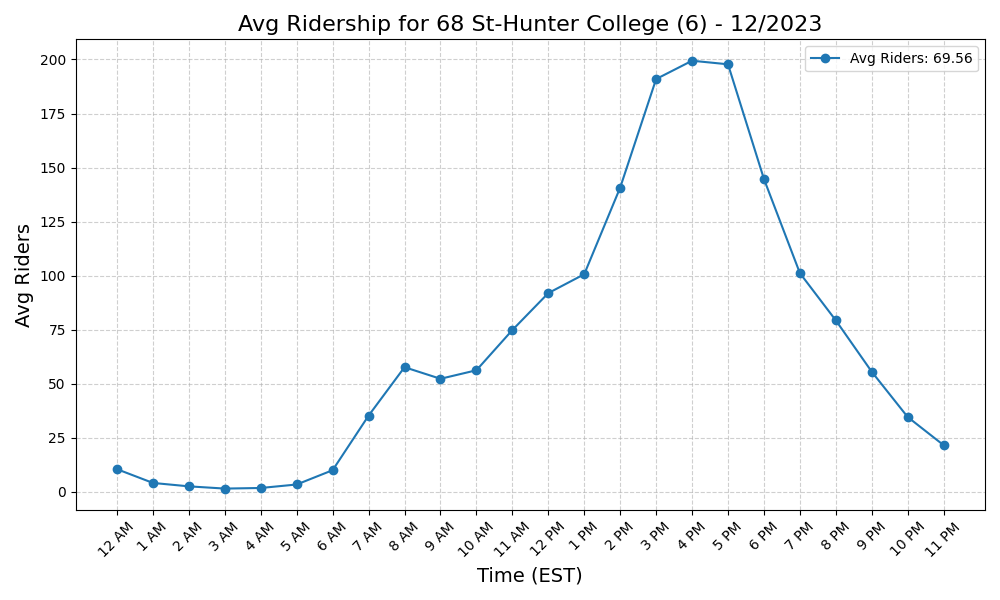 Avg Ridership for 68 St-Hunter College (6) - 12/2023
Avg Riders: 69.56
200
175
150
125
100
75
50
25
0
Avg Riders
12 AM
1 AM
2 AM
3 AM
4 AM
5 AM
6 AM
7 AM
8 AM
9 AM
10 AM
11 AM
12 PM
1 PM
2 PM
3 PM
4 PM
5 PM
6 PM
7 PM
8 PM
9 PM
10 PM
11 PM
Time (EST)